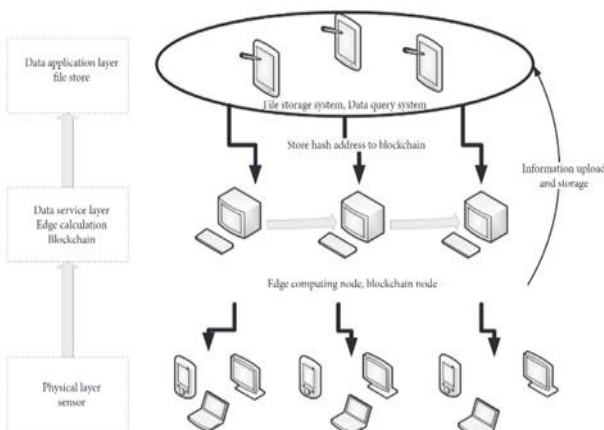 Data application layer
file store
File storage system, Data query system
Store hash address to blockchain
Information upload
and storage
Data service layer
Edge calculation
Blockchain
Edge computing node, blockchain node
Physical layer
sensor